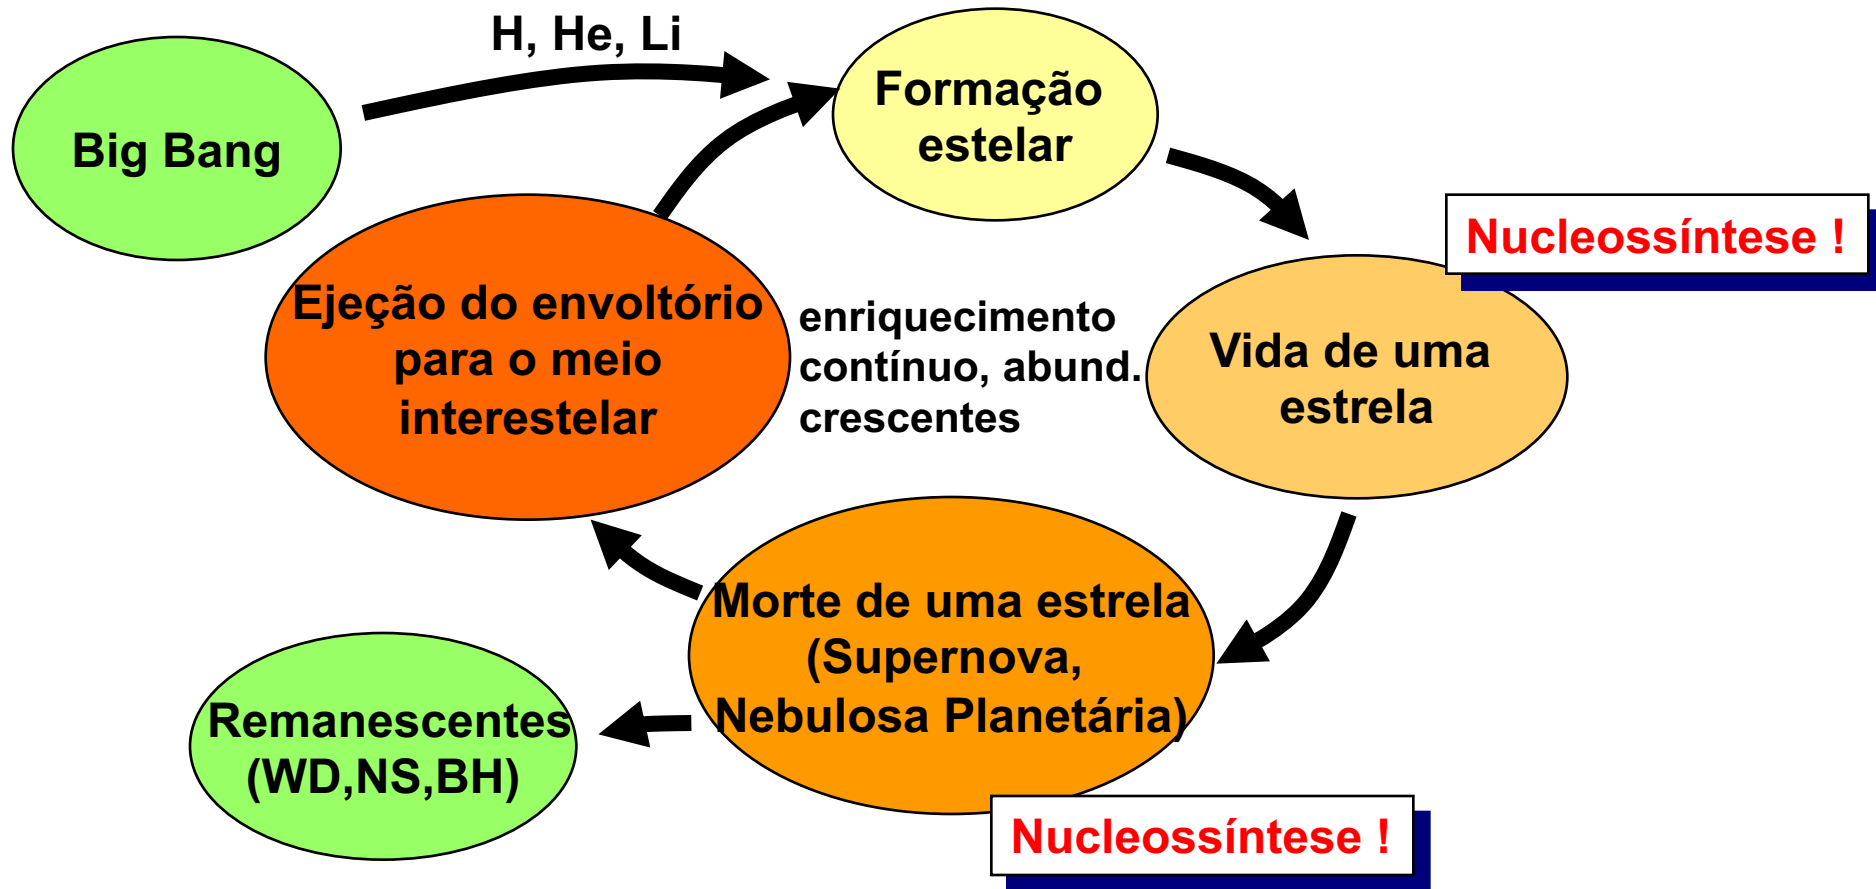 H, He, Li
Big Bang
Formação
estelar
Nucleossíntese !
Ejeção do envoltório
para o meio
interestelar
enriquecimento
contínuo, abund.
crescentes
Vida de uma
estrela
Morte de uma estrela
(Supernova,
Nebulosa Planetária)
Remanescentes
(WD,NS,BH)
Nucleossíntese !